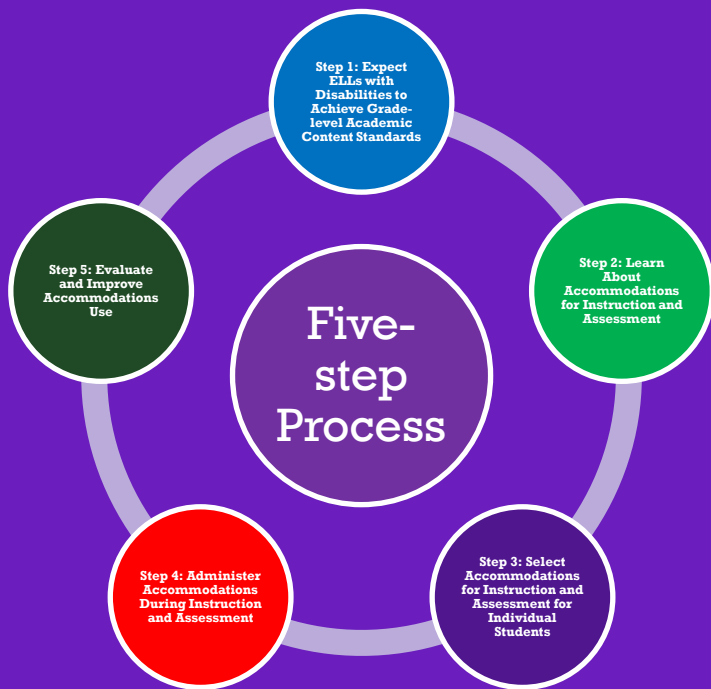 Step 1: Expect
ELLs with
Disabilities to
Achieve Grade-
level Academic
Content Standards
Step 2: Learn
About
Accommodations
for Instruction and
Assessment
Step 3: Select
Accommodations
for Instruction and
Assessment for
Individual
Students
Step 4: Administer
Accommodations
During Instruction
and Assessment
Step 5: Evaluate
and Improve
Accommodations
Use
Five-
step
Process